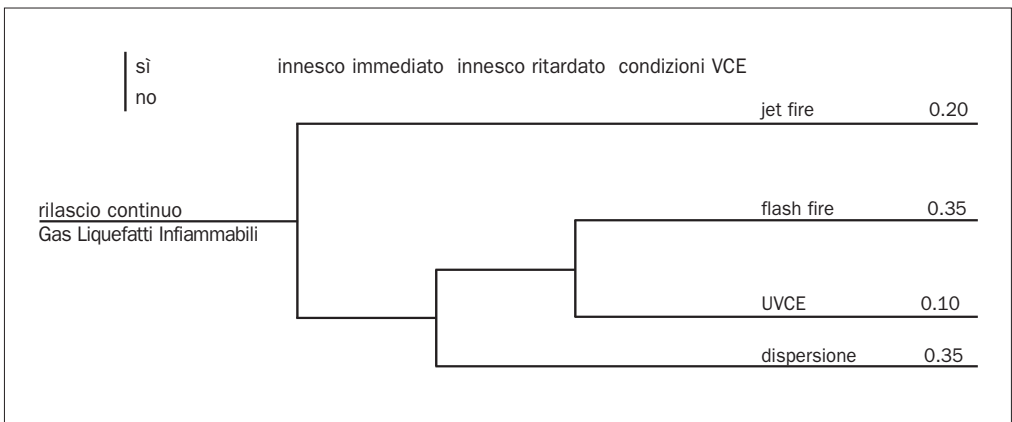 sì
no
innesco immediato innesco ritardato condizioni VCE
jet fire 0.20
rilascio continuo
Gas Liquefatti Infiammabili
flash fire 0.35
UVCE 0.10
dispersione 0.35